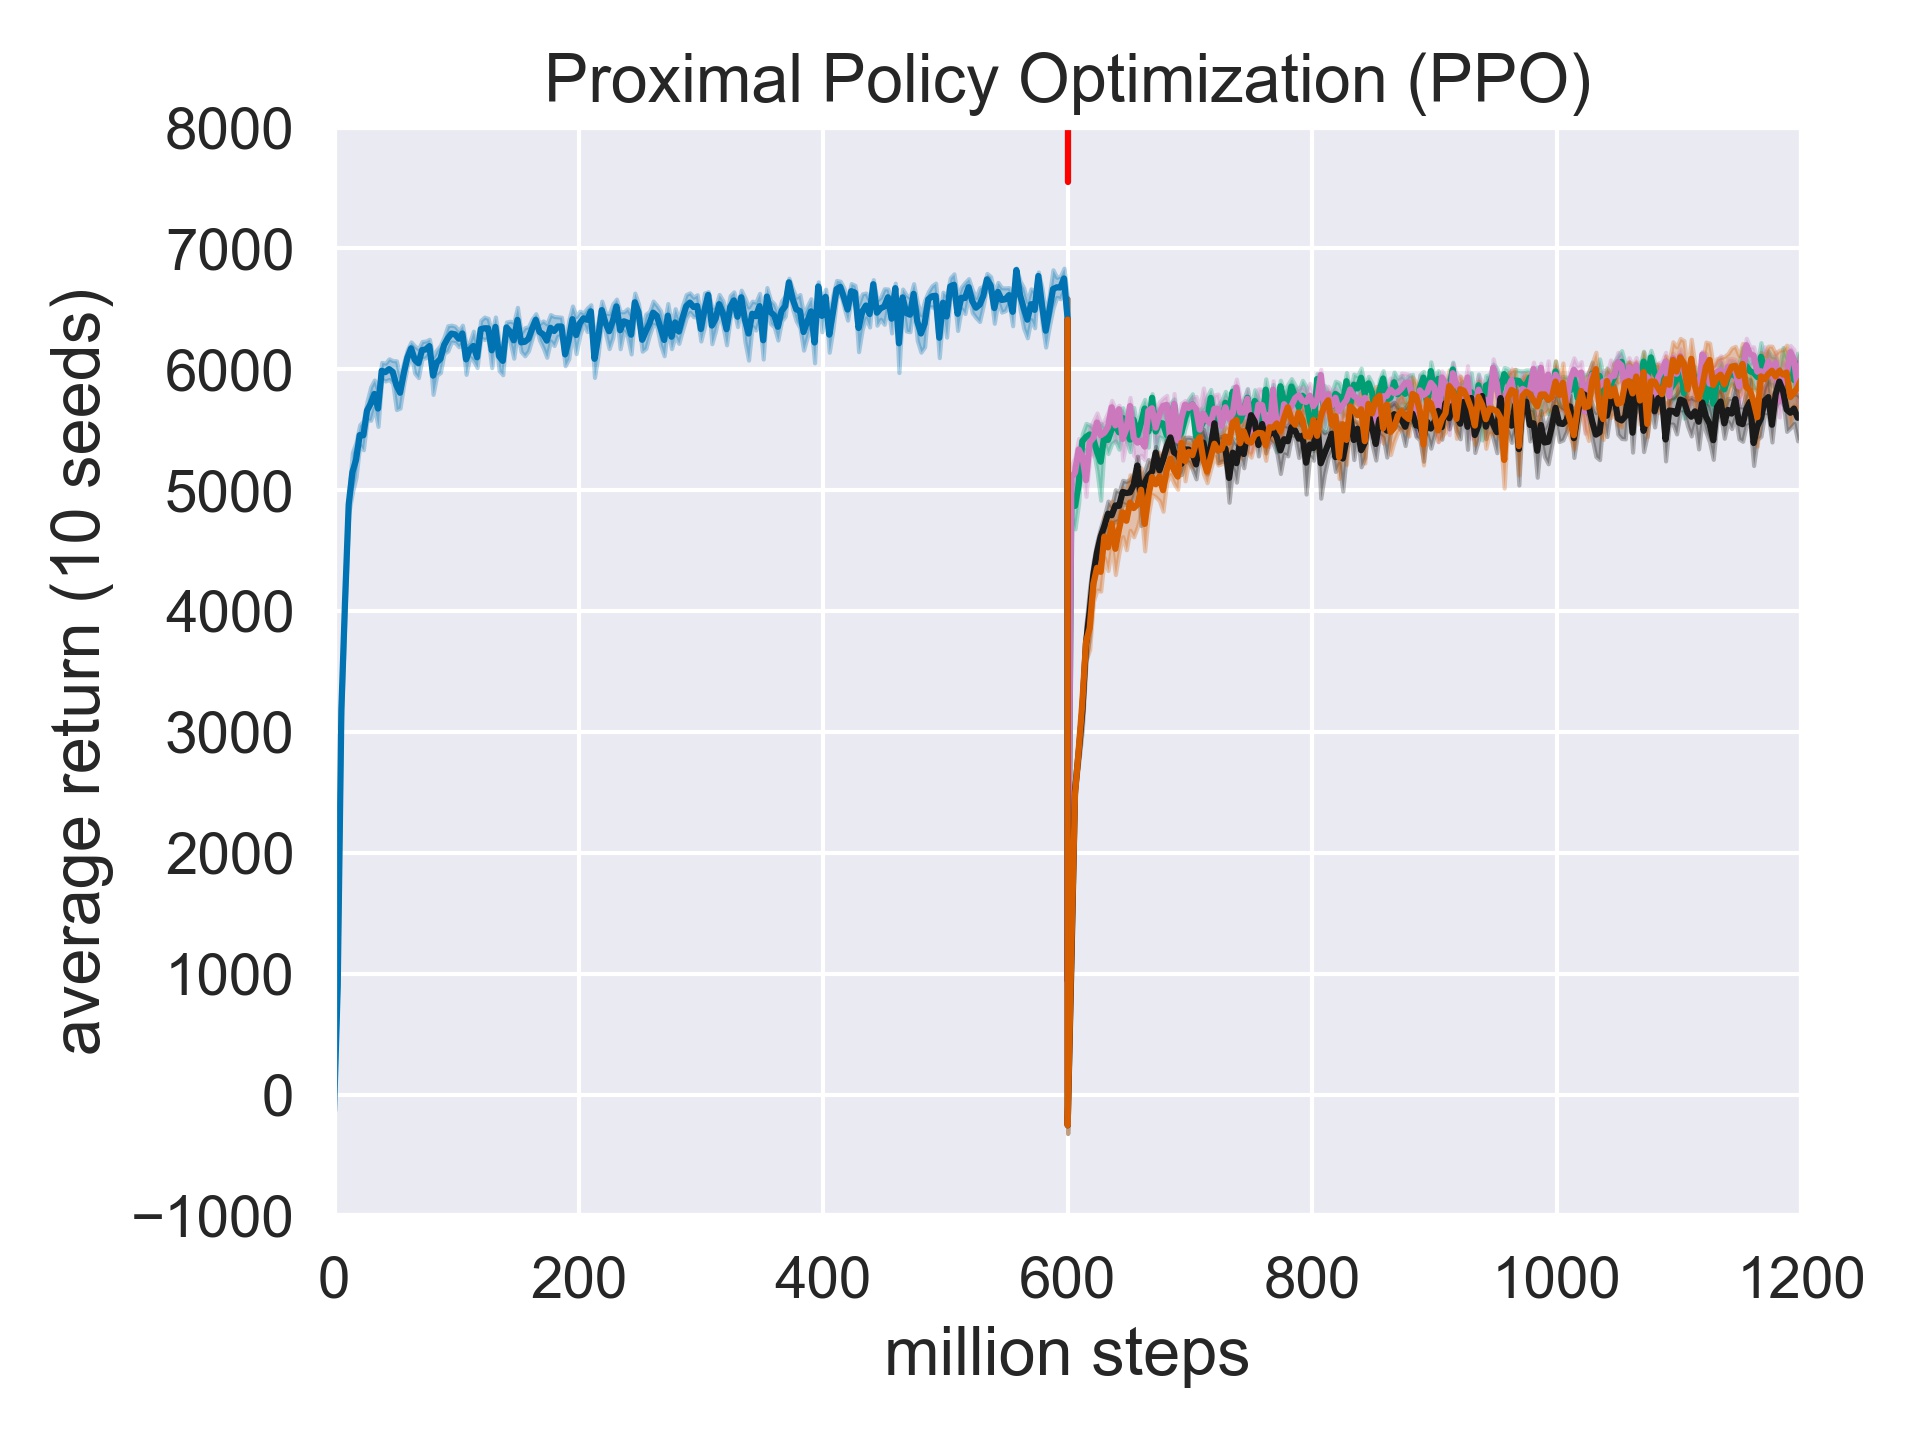 Proximal Policy Optimization (PPO)
8000
7000
6000
5000
4000
3000
2000
1000
0
−1000
average return (10 seeds)
0 200 400 600 800 1000 1200
million steps